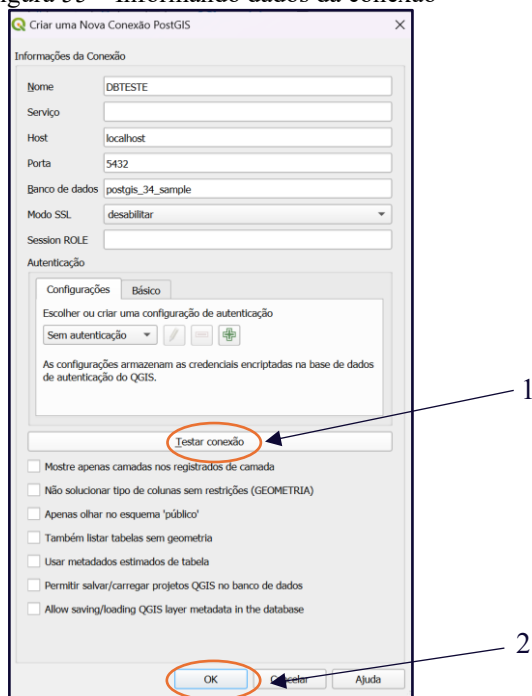 Informando dados da conexão
Criar uma Nova Conexão PostGIS
Informações da Conexão
Nome DBTESTE
Serviço
Host localhost
Porta 5432
Banco de dados postgis_34_sample
Modo SSL desabilitar
Session ROLE
Autenticação
Configurações Básico
Escolher ou criar uma configuração de autenticação
Sem autenticação
As configurações armazenam as credenciais encriptadas na base de dados
de autenticação do QGIS.
1
Testar conexão
Mostre apenas camadas nos registrados de camada
Não solucionar tipo de colunas sem restrições (GEOMETRIA)
Apenas olhar no esquema 'público'
Também listar tabelas sem geometria
Usar metadados estimados de tabela
Permitir salvar/carregar projetos QGIS no banco de dados
Allow saving/loading QGIS layer metadata in the database
2
OK Cancelar Ajuda